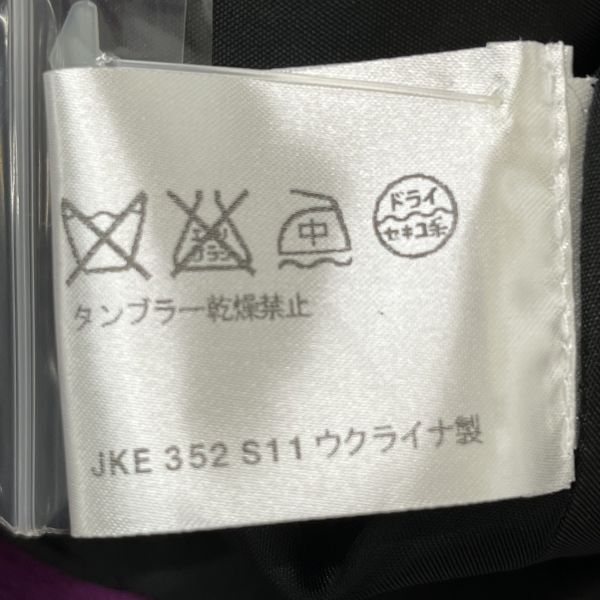 エンソ
サラシ
中
ドライ
セキユ系
タンブラー乾燥禁止
JKE 352 S11 ウクライナ製